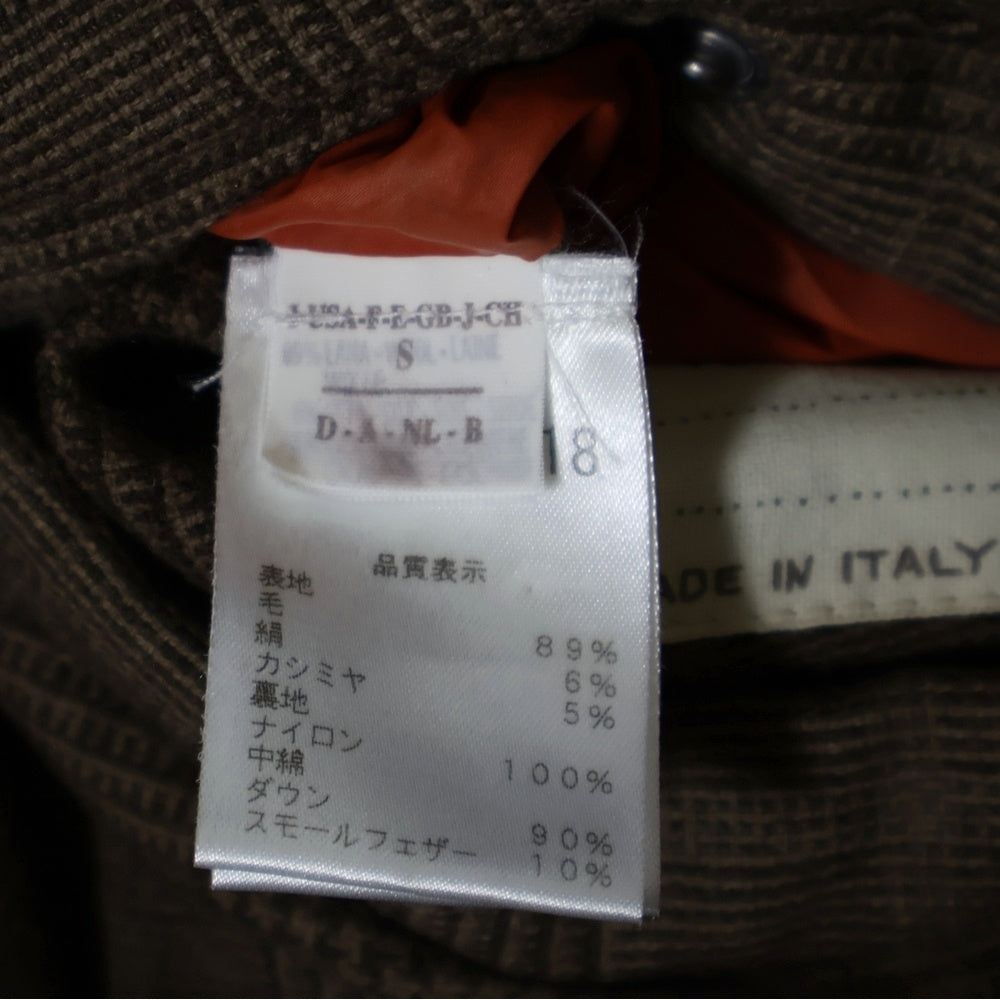 I-USA-F-E-GB-J-CH
S
D - A - NL - B
18
品質表示
表地
毛 89%
絹 6%
カシミヤ 5%
裏地
ナイロン 100%
中綿
ダウン 90%
スモールフェザー 10%
MADE IN ITALY